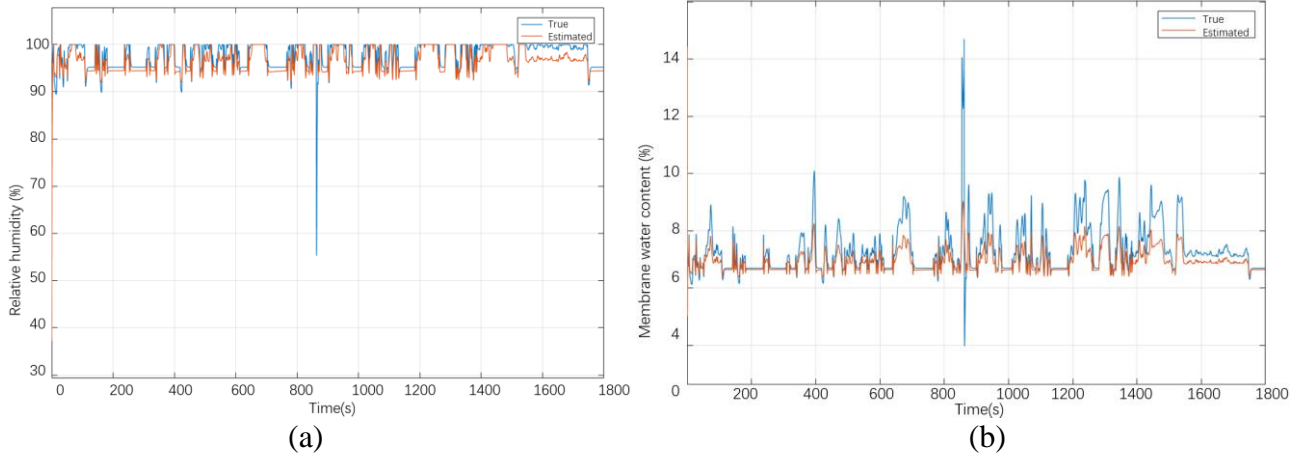 True
Estimated
100
90
80
70
60
50
40
30
Relative humidity (%)
0 200 400 600 800 1000 1200 1400 1600 1800
Time(s)
(a)
True
Estimated
14
12
10
8
6
4
0
Membrane water content (%)
200 400 600 800 1000 1200 1400 1600 1800
Time(s)
(b)